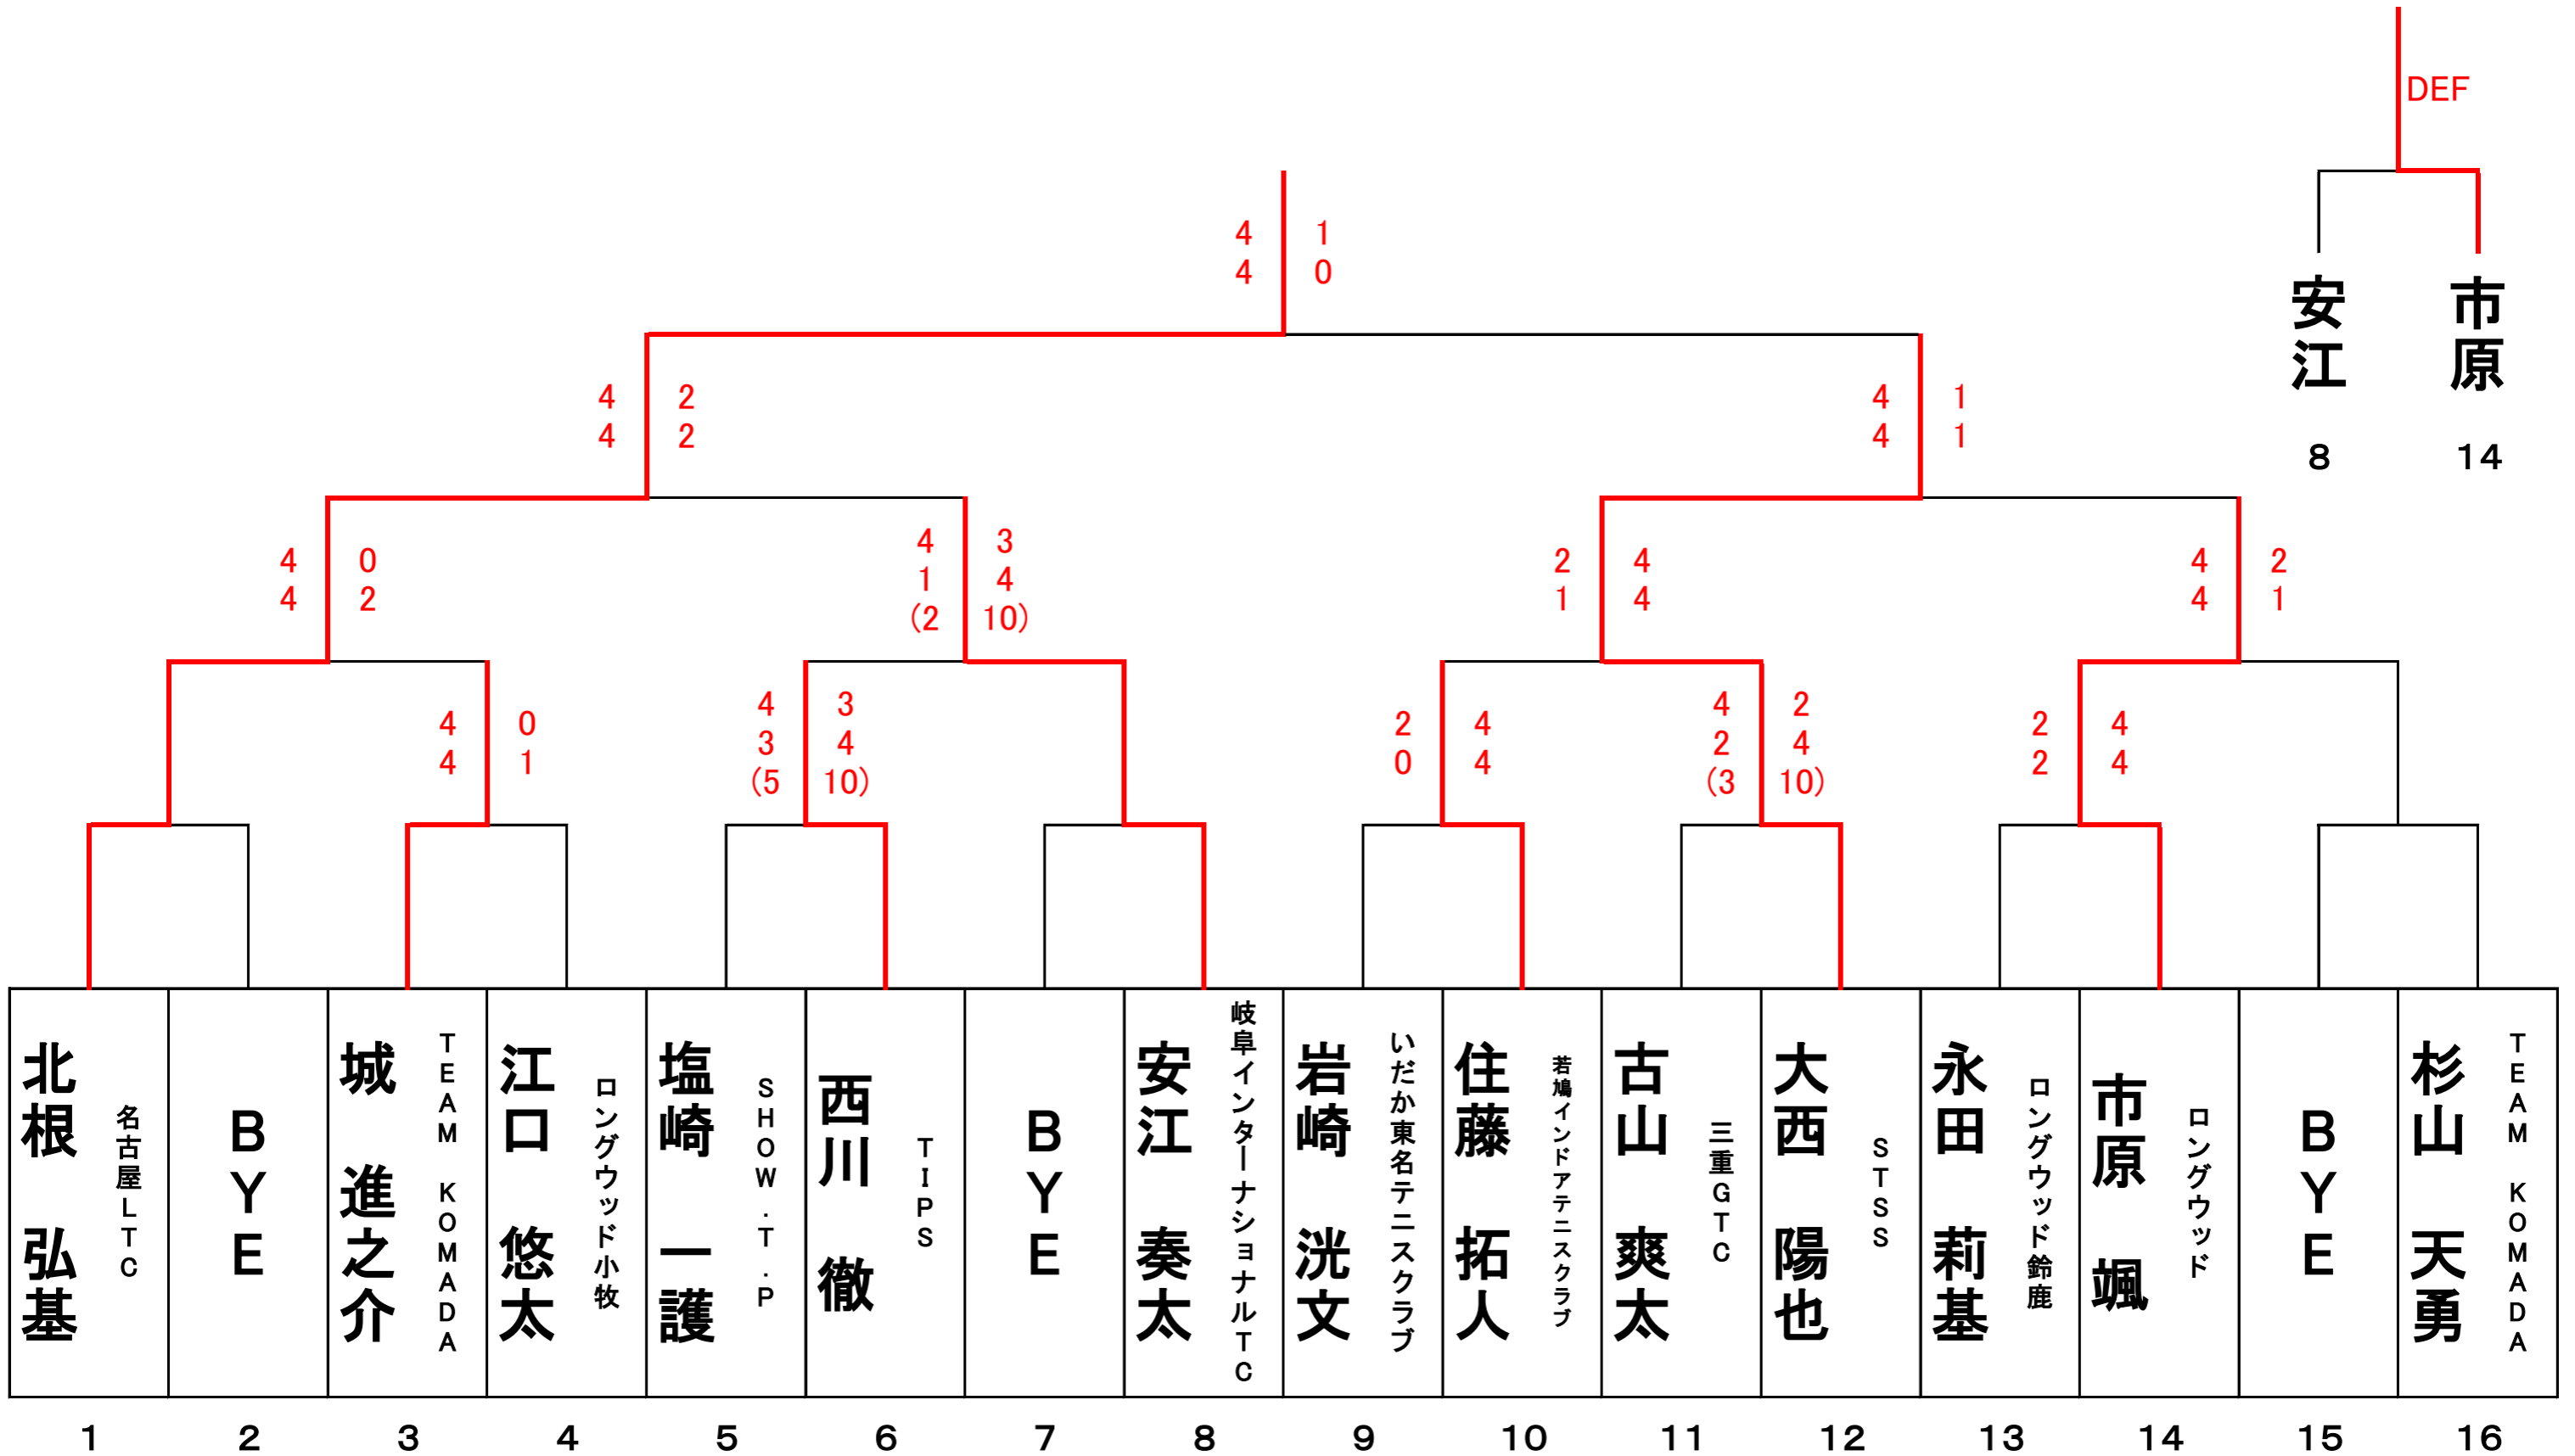 DEF
4 1
4 0
安江 市原
8 14
4 2
4 2
4 1
4 1
4 0
4 2
4 3
1 4
(2 10)
2 4
1 4
4 2
4 1
4 0
4 1
4 3
3 4
(5 10)
2 4
0 4
4 2
2 4
(3 10)
2 4
2 4
北根 弘基 名古屋LTC
BYE
城 進之介 TEAM KOMADA
江口 悠太 ロングウッド小牧
塩崎 一護 SHOW.T.P
西川 徹 TIPS
BYE
安江 奏太 岐阜インターナショナルTC
岩崎 洸文 いだか東名テニスクラブ
住藤 拓人 若鳩インドアテニスクラブ
古山 爽太 三重GTC
大西 陽也 STSS
永田 莉基 ロングウッド鈴鹿
市原 颯 ロングウッド
BYE
杉山 天勇 TEAM KOMADA
1 2 3 4 5 6 7 8 9 10 11 12 13 14 15 16